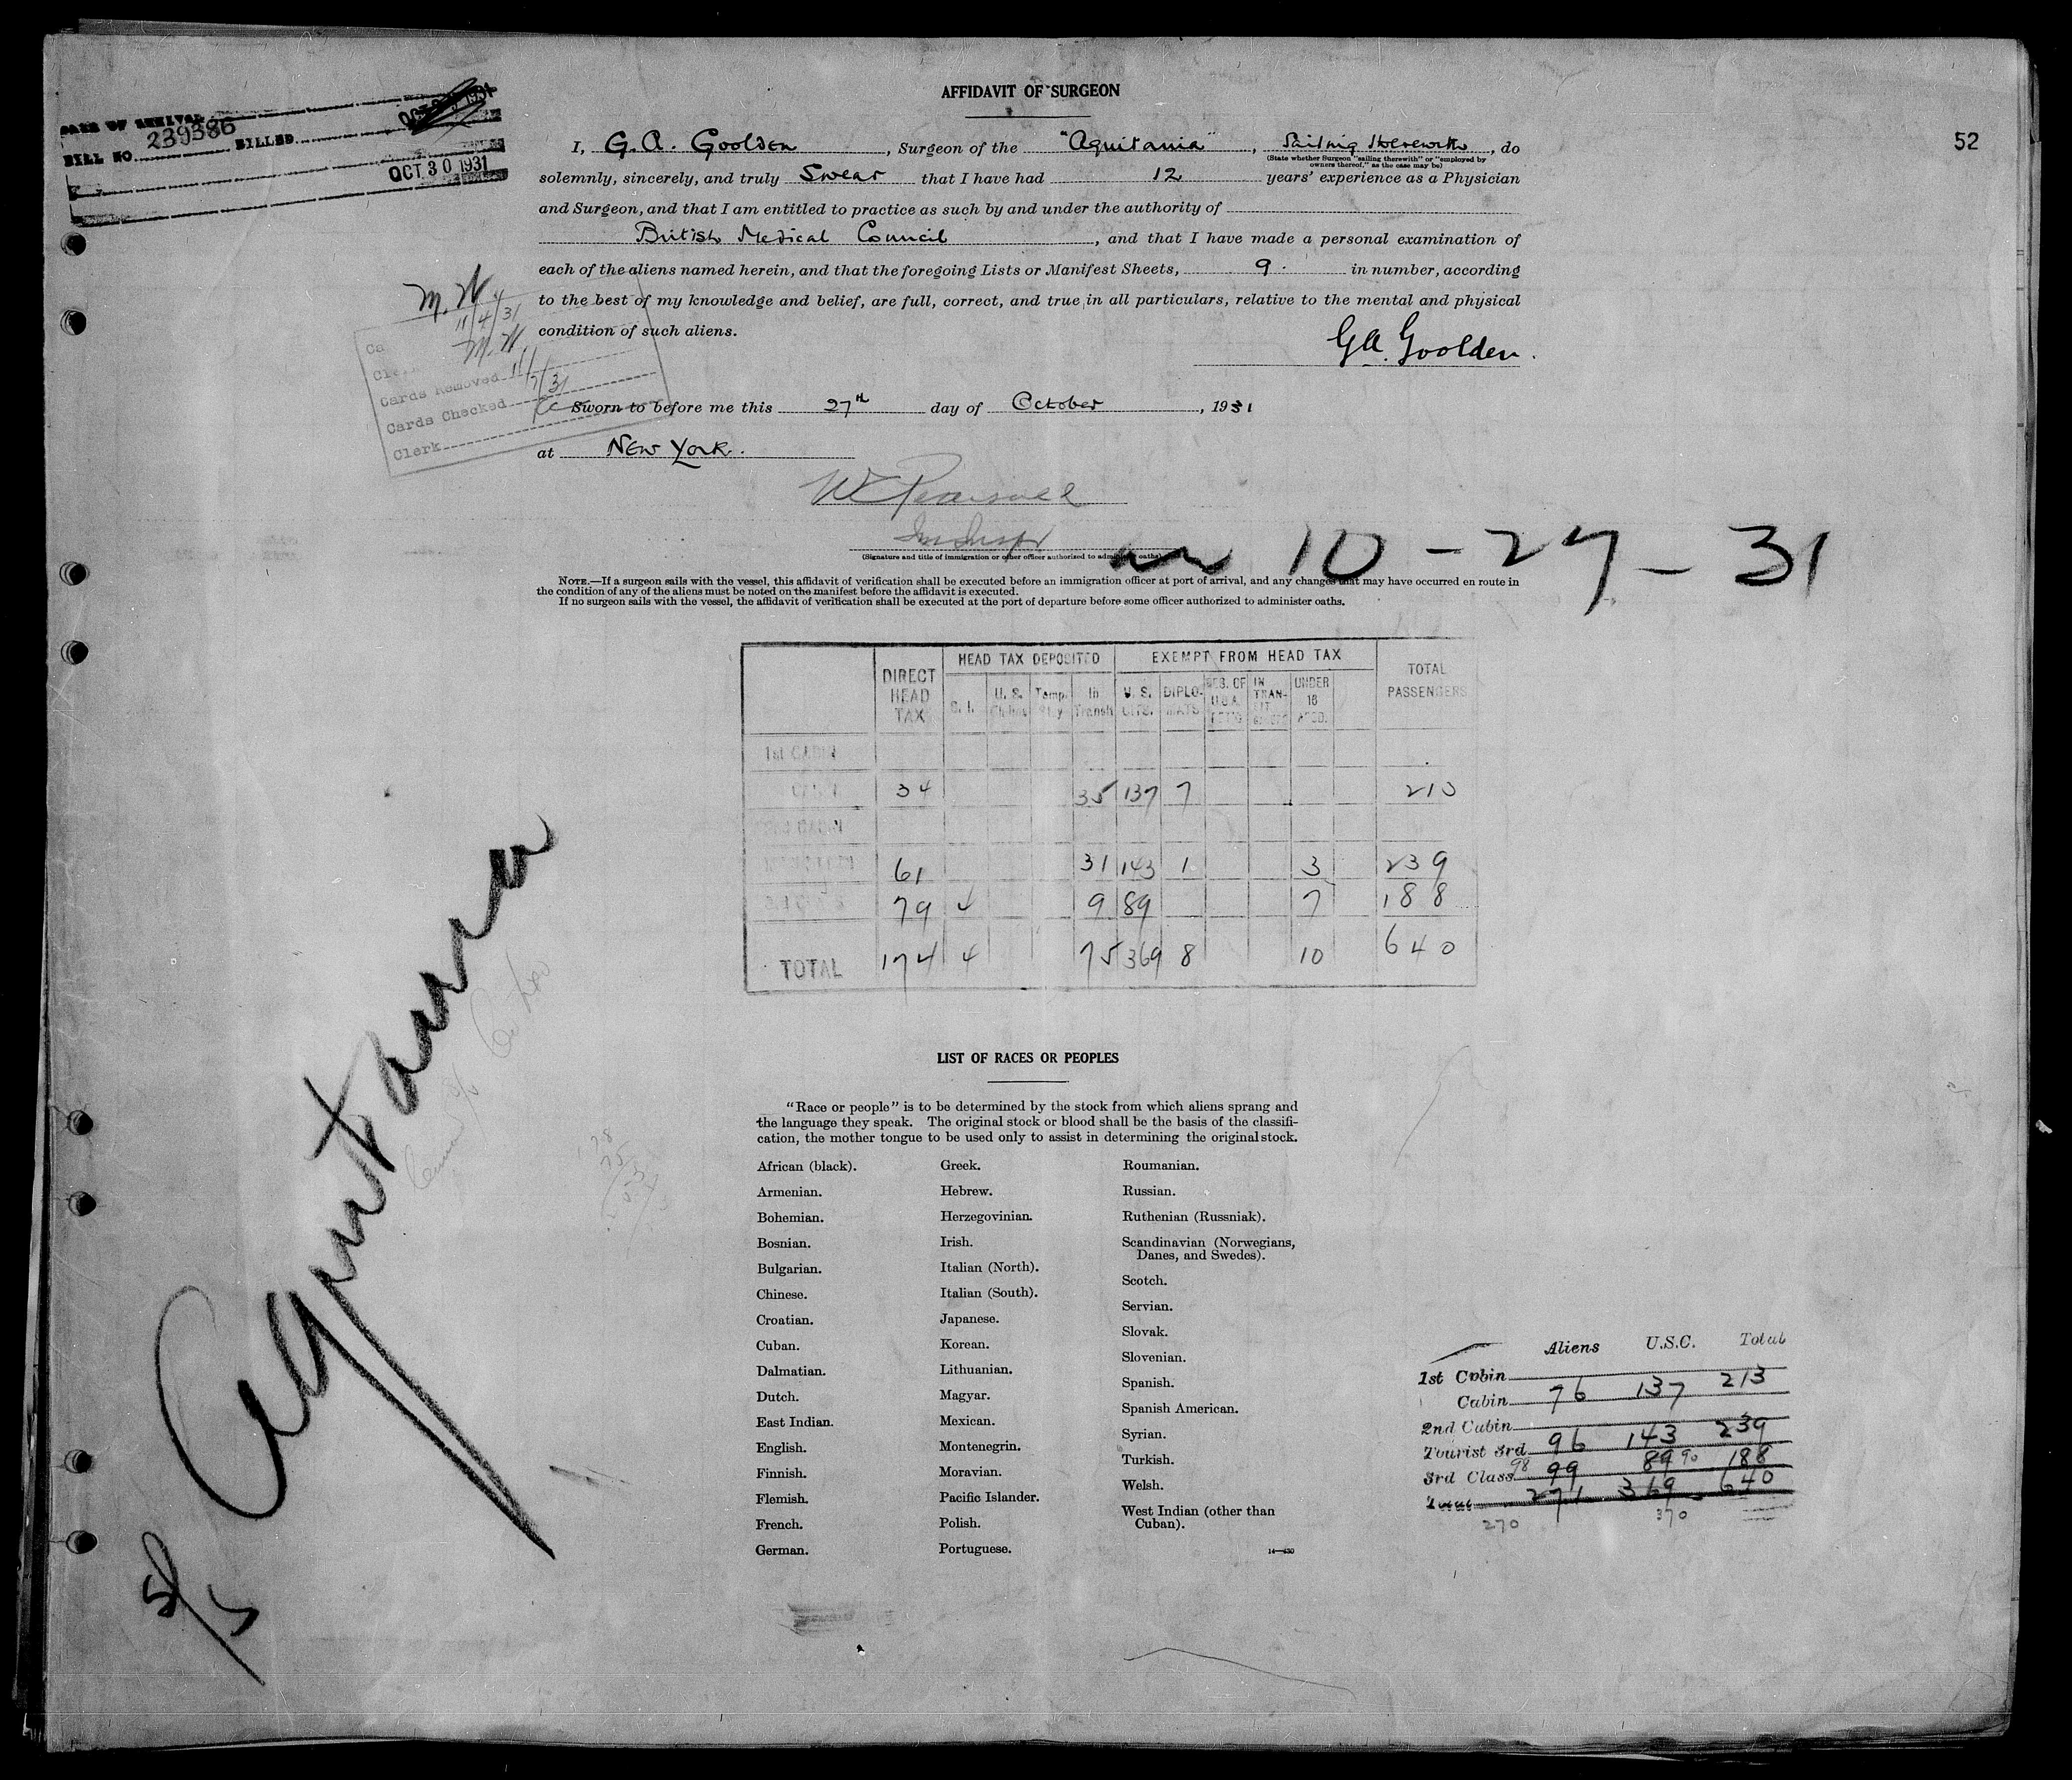 AFFIDAVIT OF SURGEON
52
BILL NO. 239386 BILLED
OCT 30 1931
I, G. A. Goolden, Surgeon of the "Aquitania", Sailing therewith, do
(State whether Surgeon "sailing therewith" or "employed by
owners thereof," as the case may be)
solemnly, sincerely, and truly Swear that I have had 12 years' experience as a Physician
and Surgeon, and that I am entitled to practice as such by and under the authority of
British Medical Council, and that I have made a personal examination of
each of the aliens named herein, and that the foregoing Lists or Manifest Sheets, 9. in number, according
to the best of my knowledge and belief, are full, correct, and true in all particulars, relative to the mental and physical
condition of such aliens.
G A. Goolden.
M. W
11/4/31
M. W.
Cards Removed 11/
Cards Checked 7/31
Clerk
Sworn to before me this 27th day of October, 1931
at New York.
(Signature and title of immigration or other officer authorized to administer oaths)
10-27-31
NOTE.—If a surgeon sails with the vessel, this affidavit of verification shall be executed before an immigration officer at port of arrival, and any changes that may have occurred en route in
the condition of any of the aliens must be noted on the manifest before the affidavit is executed.
If no surgeon sails with the vessel, the affidavit of verification shall be executed at the port of departure before some officer authorized to administer oaths.
DIRECT HEAD TAX HEAD TAX DEPOSITED EXEMPT FROM HEAD TAX TOTAL PASSENGERS
S. I. U. S. Temp. Stay In Transit U. S. CITS. DIPLOMATS IN TRANSIT UNDER 16
1st CABIN
34 35 137 7 213
2ND CABIN
61 31 143 1 3 239
79 4 9 89 7 188
TOTAL 174 4 75 369 8 10 640
Aquitania
LIST OF RACES OR PEOPLES
"Race or people" is to be determined by the stock from which aliens sprang and
the language they speak. The original stock or blood shall be the basis of the classifi-
cation, the mother tongue to be used only to assist in determining the original stock.
African (black).
Armenian.
Bohemian.
Bosnian.
Bulgarian.
Chinese.
Croatian.
Cuban.
Dalmatian.
Dutch.
East Indian.
English.
Finnish.
Flemish.
French.
German.
Greek.
Hebrew.
Herzegovinian.
Irish.
Italian (North).
Italian (South).
Japanese.
Korean.
Lithuanian.
Magyar.
Mexican.
Montenegrin.
Moravian.
Pacific Islander.
Polish.
Portuguese.
Roumanian.
Russian.
Ruthenian (Russniak).
Scandinavian (Norwegians,
Danes, and Swedes).
Scotch.
Servian.
Slovak.
Slovenian.
Spanish.
Spanish American.
Syrian.
Turkish.
Welsh.
West Indian (other than
Cuban).
Aliens U.S.C. Total
1st Cabin
Cabin 76 137 213
2nd Cabin
Tourist 3rd 96 143 239
3rd Class 98 99 89 90 188
Total 271 369 640
270 370